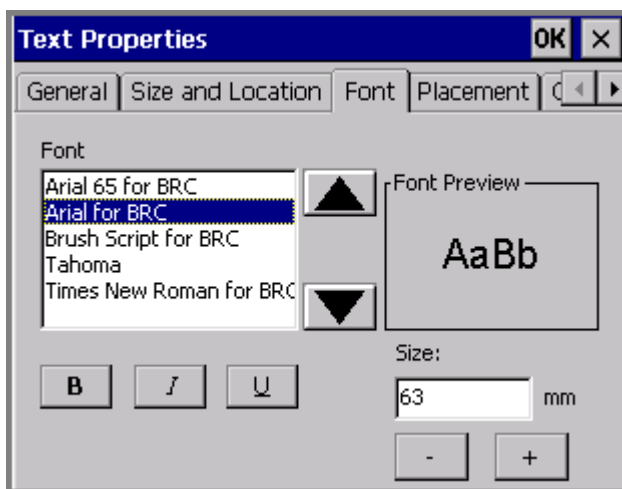 Text Properties OK ×
General Size and Location Font Placement
Font
Arial 65 for BRC
Arial for BRC
Brush Script for BRC
Tahoma
Times New Roman for BRC
Font Preview
AaBb
B I U
Size:
63 mm
- +